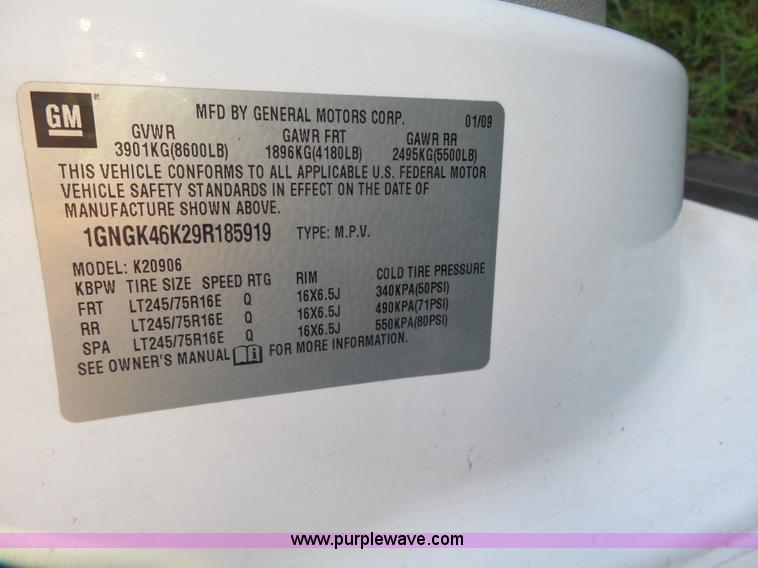 GM ®
MFD BY GENERAL MOTORS CORP. 01/09
GVWR GAWR FRT GAWR RR
3901KG(8600LB) 1896KG(4180LB) 2495KG(5500LB)
THIS VEHICLE CONFORMS TO ALL APPLICABLE U.S. FEDERAL MOTOR
VEHICLE SAFETY STANDARDS IN EFFECT ON THE DATE OF
MANUFACTURE SHOWN ABOVE.
1GNGK46K29R185919 TYPE: M.P.V.
MODEL: K20906
KBPW TIRE SIZE SPEED RTG RIM COLD TIRE PRESSURE
FRT LT245/75R16E Q 16X6.5J 340KPA(50PSI)
RR LT245/75R16E Q 16X6.5J 490KPA(71PSI)
SPA LT245/75R16E Q 16X6.5J 550KPA(80PSI)
SEE OWNER'S MANUAL FOR MORE INFORMATION.
www.purplewave.com